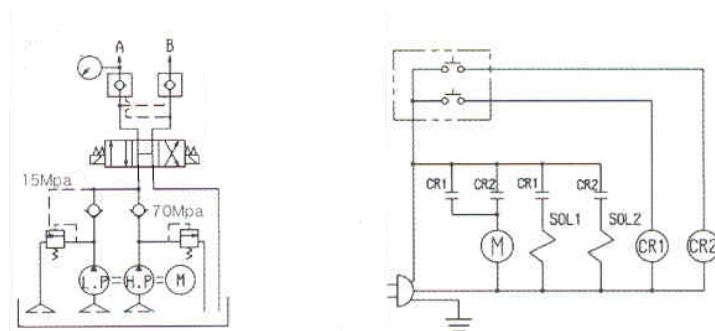 A B
15Mpa
70Mpa
L.P H.P M
CR1 CR2 CR1 CR2
SOL1 SOL2
M CR1 CR2